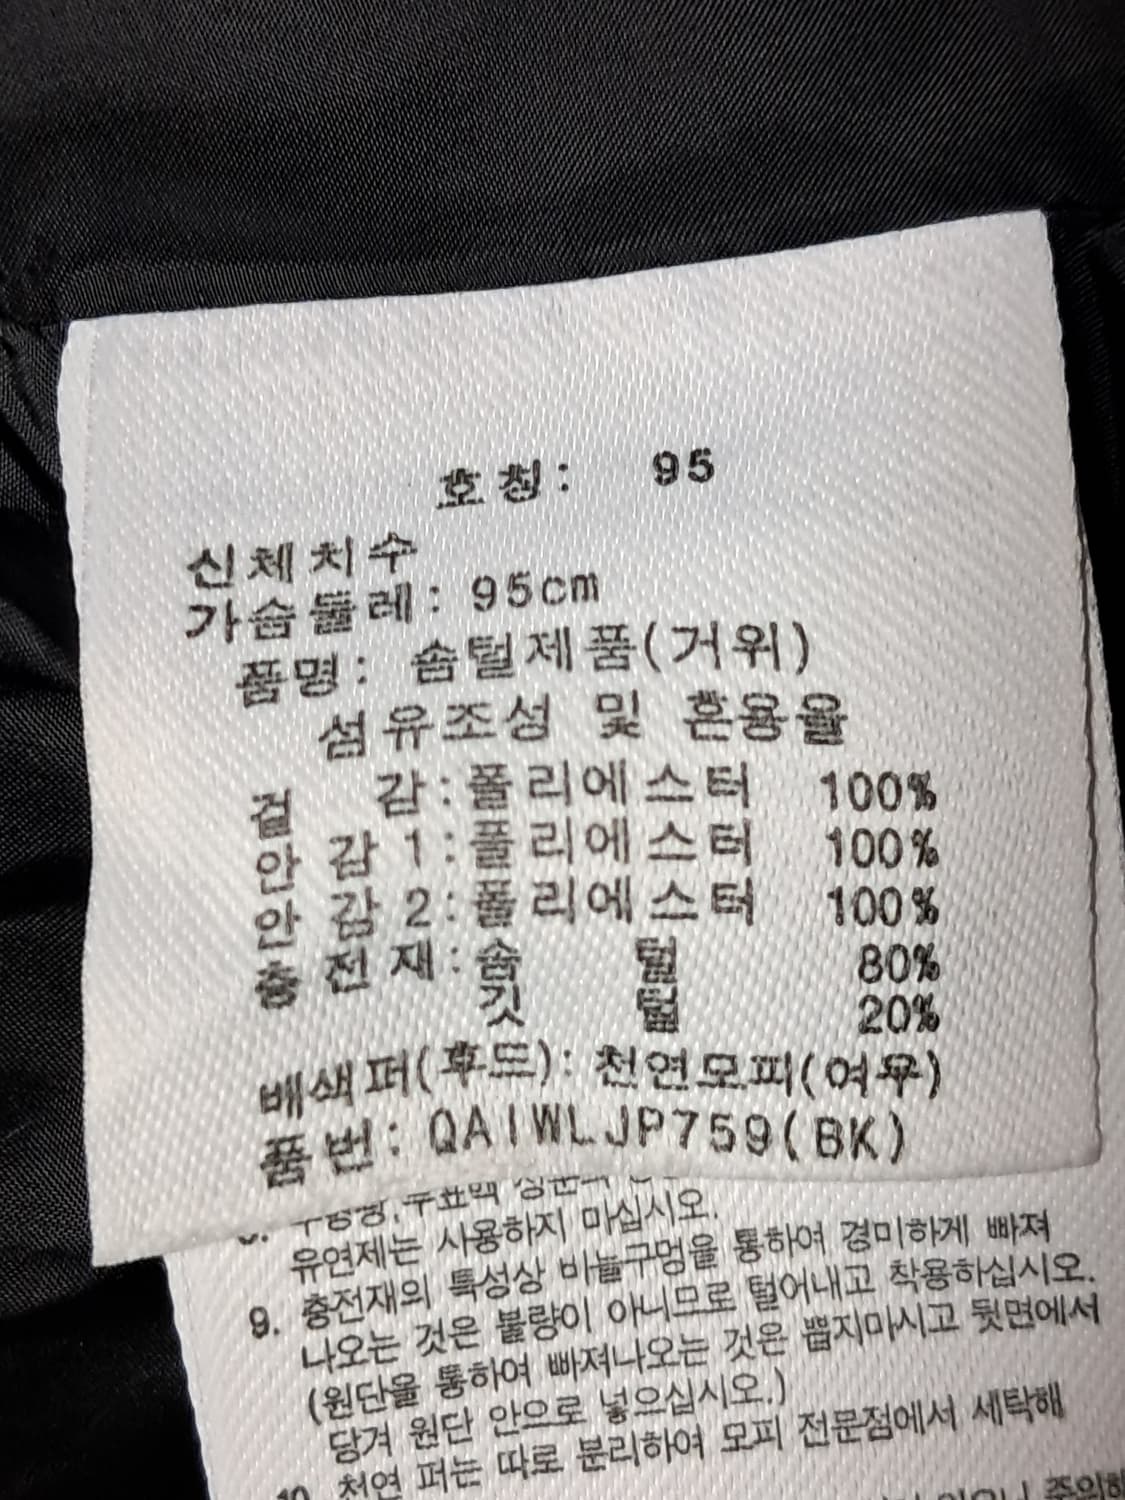 호칭: 95
신체치수
가슴둘레: 95cm
품명: 솜털제품(거위)
섬유조성 및 혼용율
겉 감:폴리에스터 100%
안 감 1:폴리에스터 100%
안 감 2:폴리에스터 100%
충 전 재:솜 털 80%
깃 털 20%
배색퍼(후드): 천연모피(여우)
품번: QAIWLJP759(BK)
유연제는 사용하지 마십시오.
9. 충전재의 특성상 비늘구멍을 통하여 경미하게 빠져
나오는 것은 불량이 아니므로 털어내고 착용하십시오.
(원단을 통하여 빠져나오는 것은 뽑지마시고 뒷면에서
당겨 원단 안으로 넣으십시오.)
10. 천연 퍼는 따로 분리하여 모피 전문점에서 세탁해